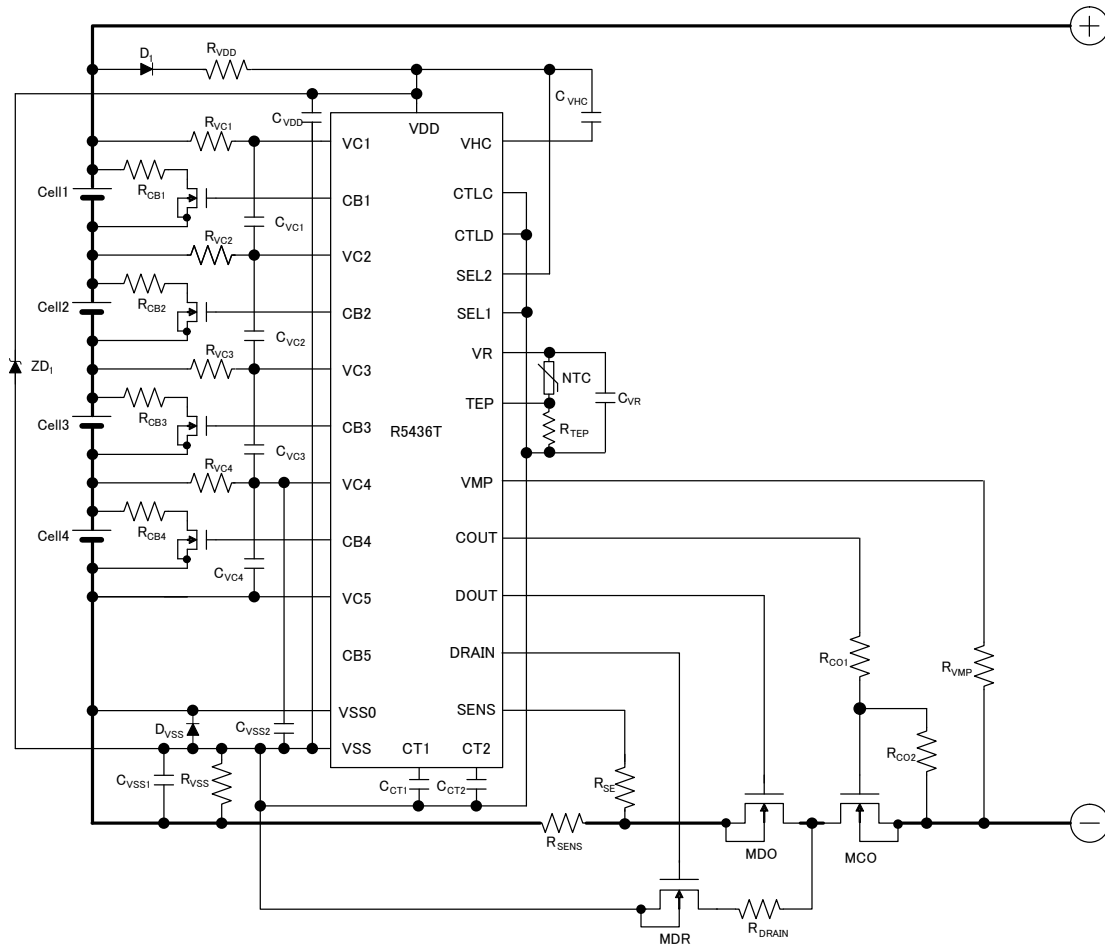 +
D1
RVDD
CVHC
CVDD
VDD
RVC1
VC1
VHC
Cell1
RCB1
CB1
CTLC
CVC1
CTLD
RVC2
VC2
SEL2
Cell2
RCB2
CB2
SEL1
CVC2
RVC3
VC3
VR
ZD1
NTC
CVR
TEP
Cell3
RCB3
CB3
R5436T
RTEP
CVC3
RVC4
VC4
VMP
Cell4
RCB4
CB4
COUT
CVC4
VC5
DOUT
CB5
DRAIN
RCO1
RVMP
VSS0
SENS
DVSS
CVSS2
VSS
CT1
CT2
RCO2
CVSS1
RVSS
CCT1
CCT2
RSE
−
RSENS
MDO
MCO
MDR
RDRAIN